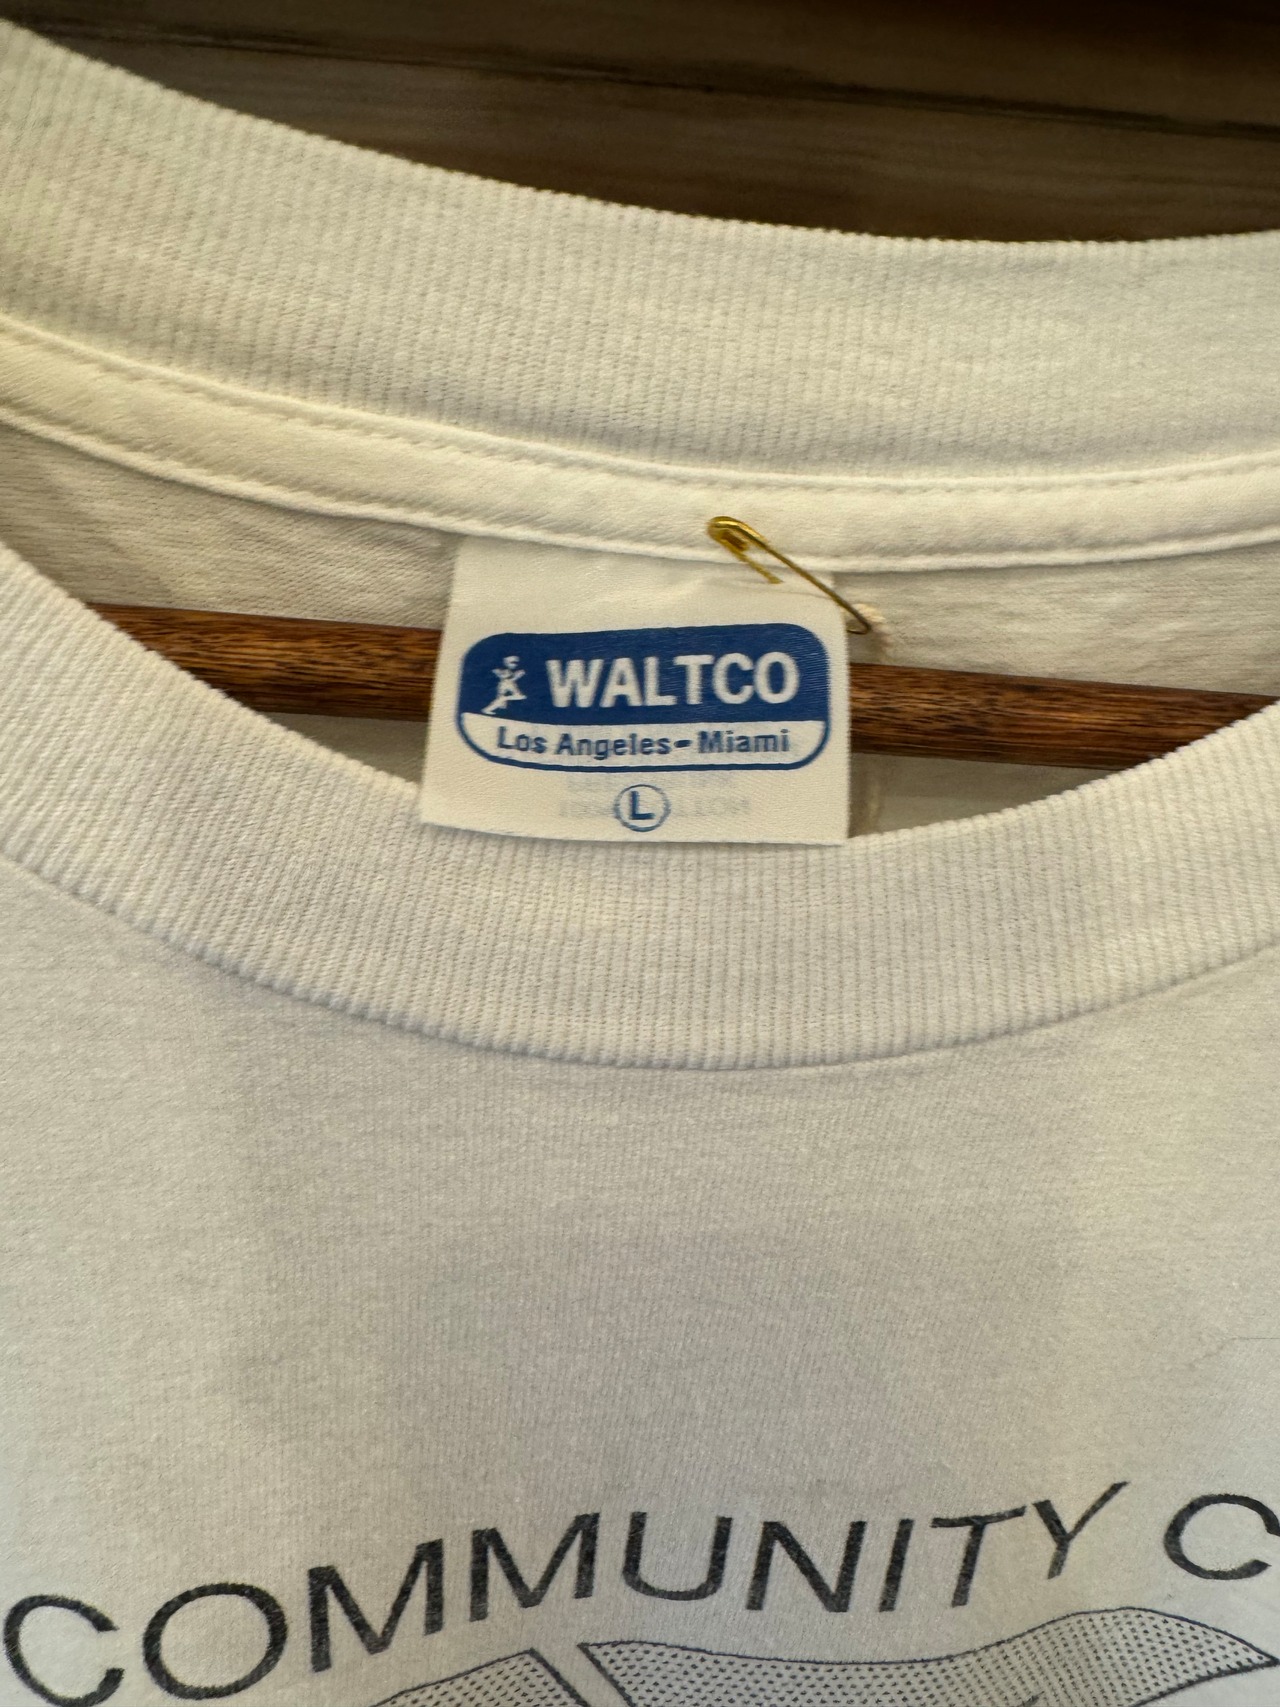 WALTCO
Los Angeles - Miami
L
COMMUNITY C